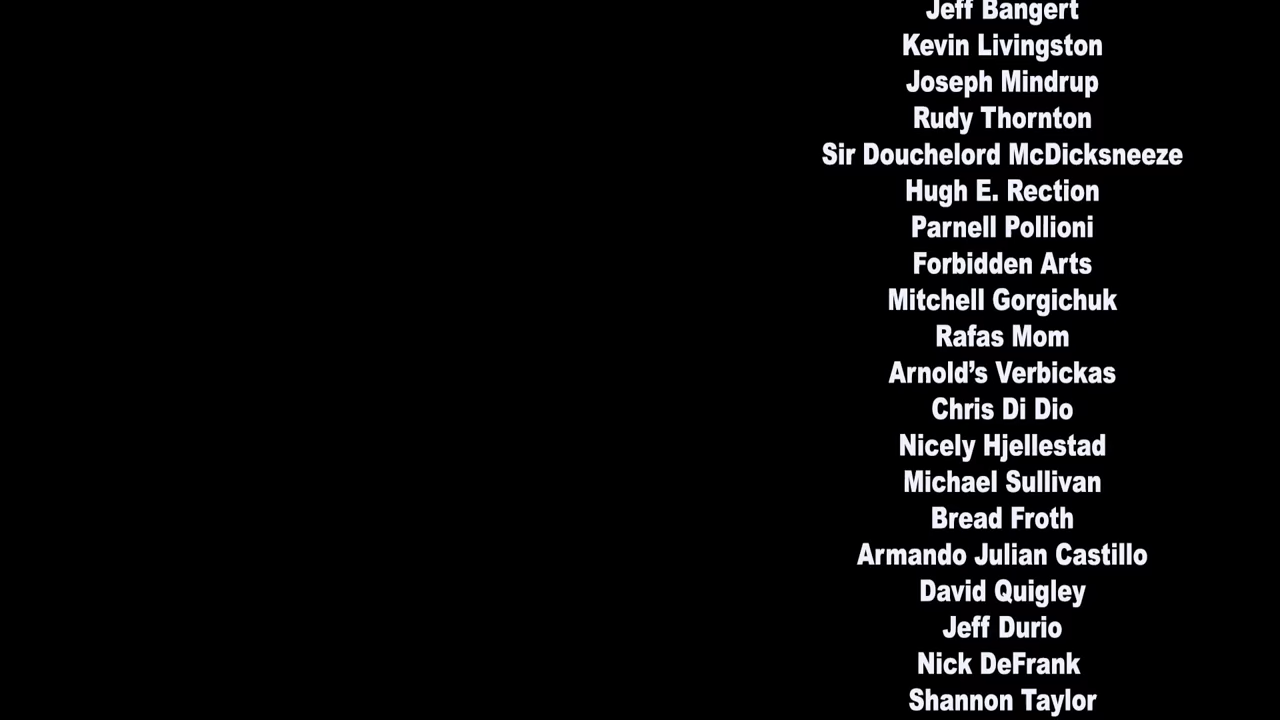 Jeff Bangert
Kevin Livingston
Joseph Mindrup
Rudy Thornton
Sir Douchelord McDicksneeze
Hugh E. Rection
Parnell Pollioni
Forbidden Arts
Mitchell Gorgichuk
Rafas Mom
Arnold’s Verbickas
Chris Di Dio
Nicely Hjellestad
Michael Sullivan
Bread Froth
Armando Julian Castillo
David Quigley
Jeff Durio
Nick DeFrank
Shannon Taylor